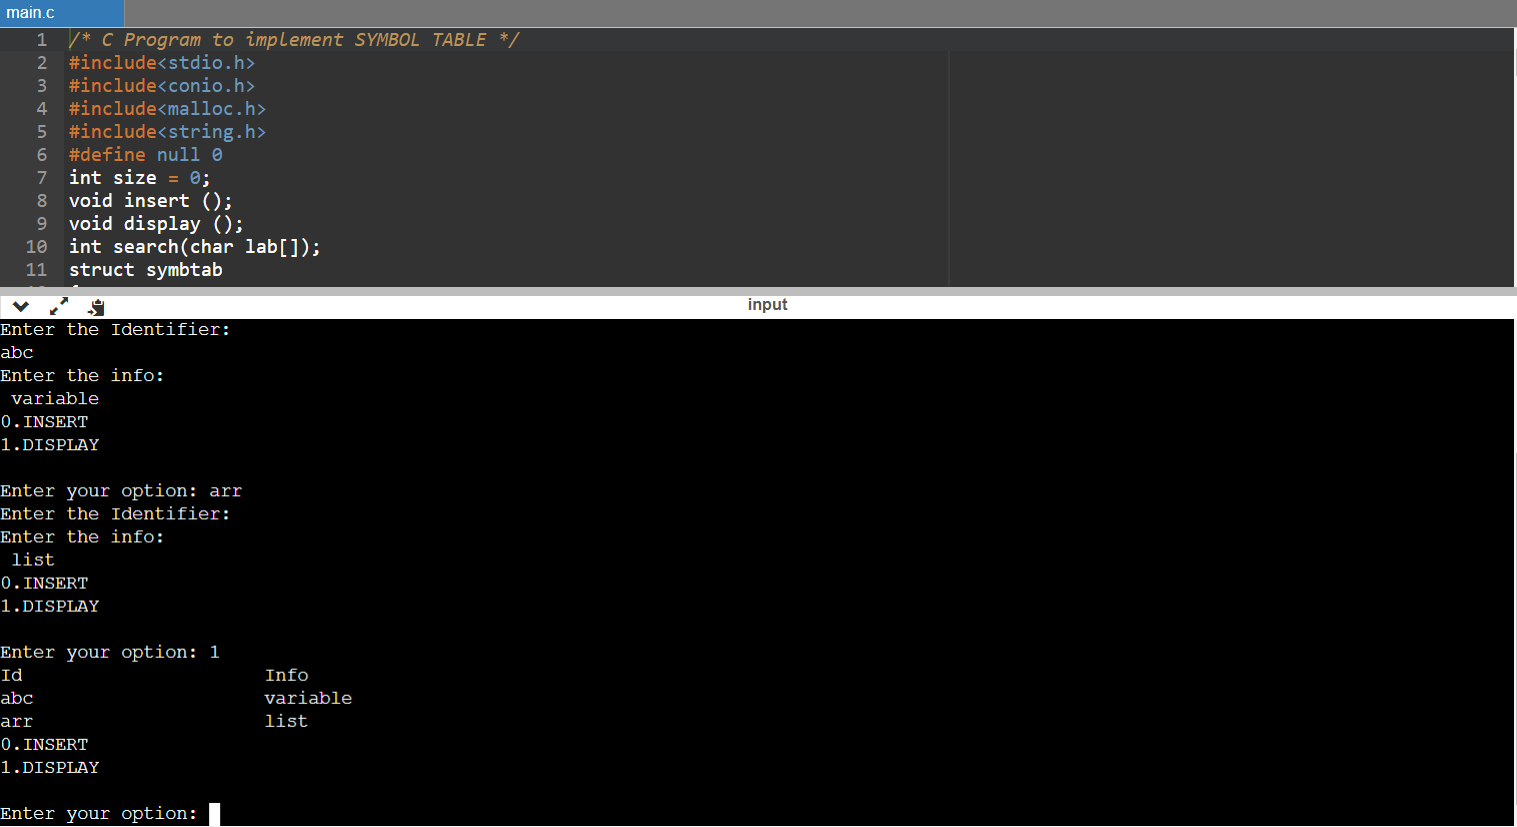 main.c
1 /* C Program to implement SYMBOL TABLE */
2 #include<stdio.h>
3 #include<conio.h>
4 #include<malloc.h>
5 #include<string.h>
6 #define null 0
7 int size = 0;
8 void insert ();
9 void display ();
10 int search(char lab[]);
11 struct symbtab
input
Enter the Identifier:
abc
Enter the info:
 variable
0.INSERT
1.DISPLAY
Enter your option: arr
Enter the Identifier:
Enter the info:
 list
0.INSERT
1.DISPLAY
Enter your option: 1
Id                      Info
abc                     variable
arr                     list
0.INSERT
1.DISPLAY
Enter your option: